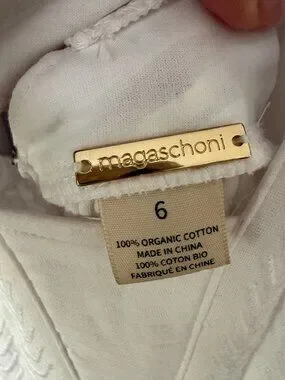 magaschoni
6
100% ORGANIC COTTON
MADE IN CHINA
100% COTON BIO
FABRIQUÉ EN CHINE